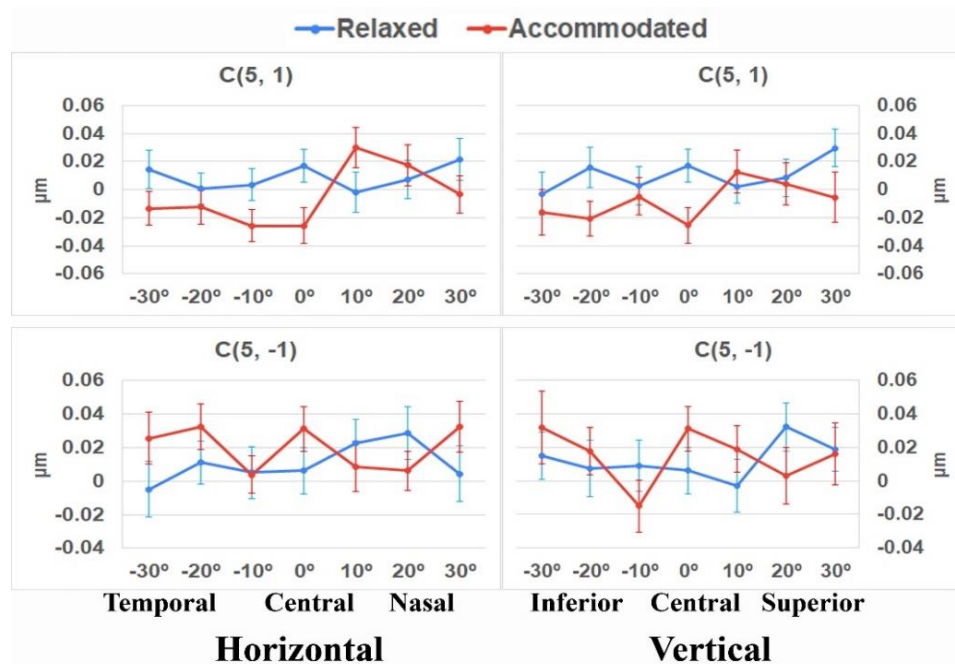 Relaxed Accommodated
C(5, 1)
0.06
0.04
0.02
0
-0.02
-0.04
-0.06
µm
-30º -20º -10º 0º 10º 20º 30º
C(5, 1)
0.06
0.04
0.02
0
-0.02
-0.04
-0.06
µm
-30º -20º -10º 0º 10º 20º 30º
C(5, -1)
0.06
0.04
0.02
0
-0.02
-0.04
µm
-30º -20º -10º 0º 10º 20º 30º
Temporal Central Nasal
Horizontal
C(5, -1)
0.06
0.04
0.02
0
-0.02
-0.04
µm
-30º -20º -10º 0º 10º 20º 30º
Inferior Central Superior
Vertical